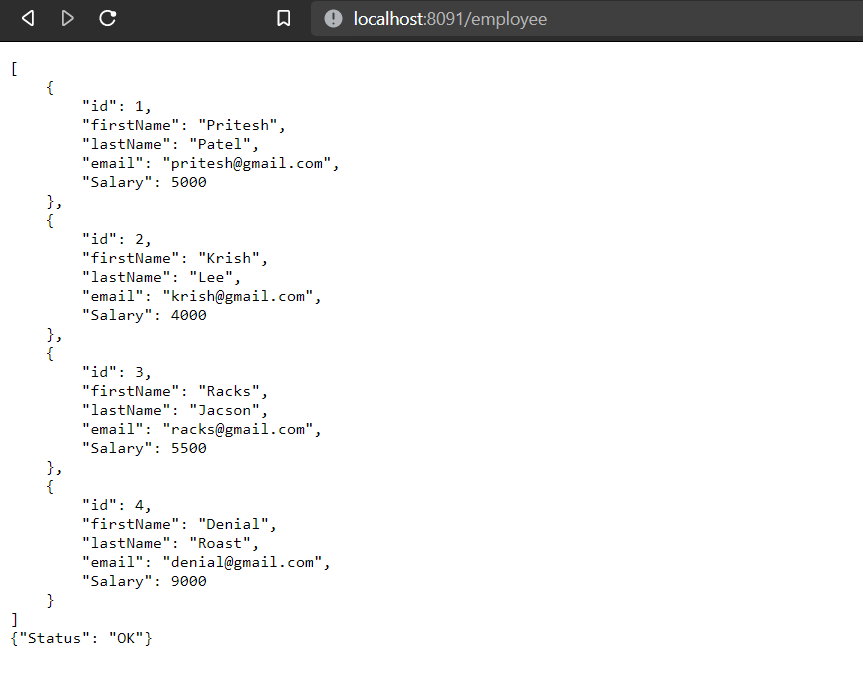 localhost:8091/employee
[
    {
        "id": 1,
        "firstName": "Pritesh",
        "lastName": "Patel",
        "email": "pritesh@gmail.com",
        "Salary": 5000
    },
    {
        "id": 2,
        "firstName": "Krish",
        "lastName": "Lee",
        "email": "krish@gmail.com",
        "Salary": 4000
    },
    {
        "id": 3,
        "firstName": "Racks",
        "lastName": "Jacson",
        "email": "racks@gmail.com",
        "Salary": 5500
    },
    {
        "id": 4,
        "firstName": "Denial",
        "lastName": "Roast",
        "email": "denial@gmail.com",
        "Salary": 9000
    }
]
{"Status": "OK"}